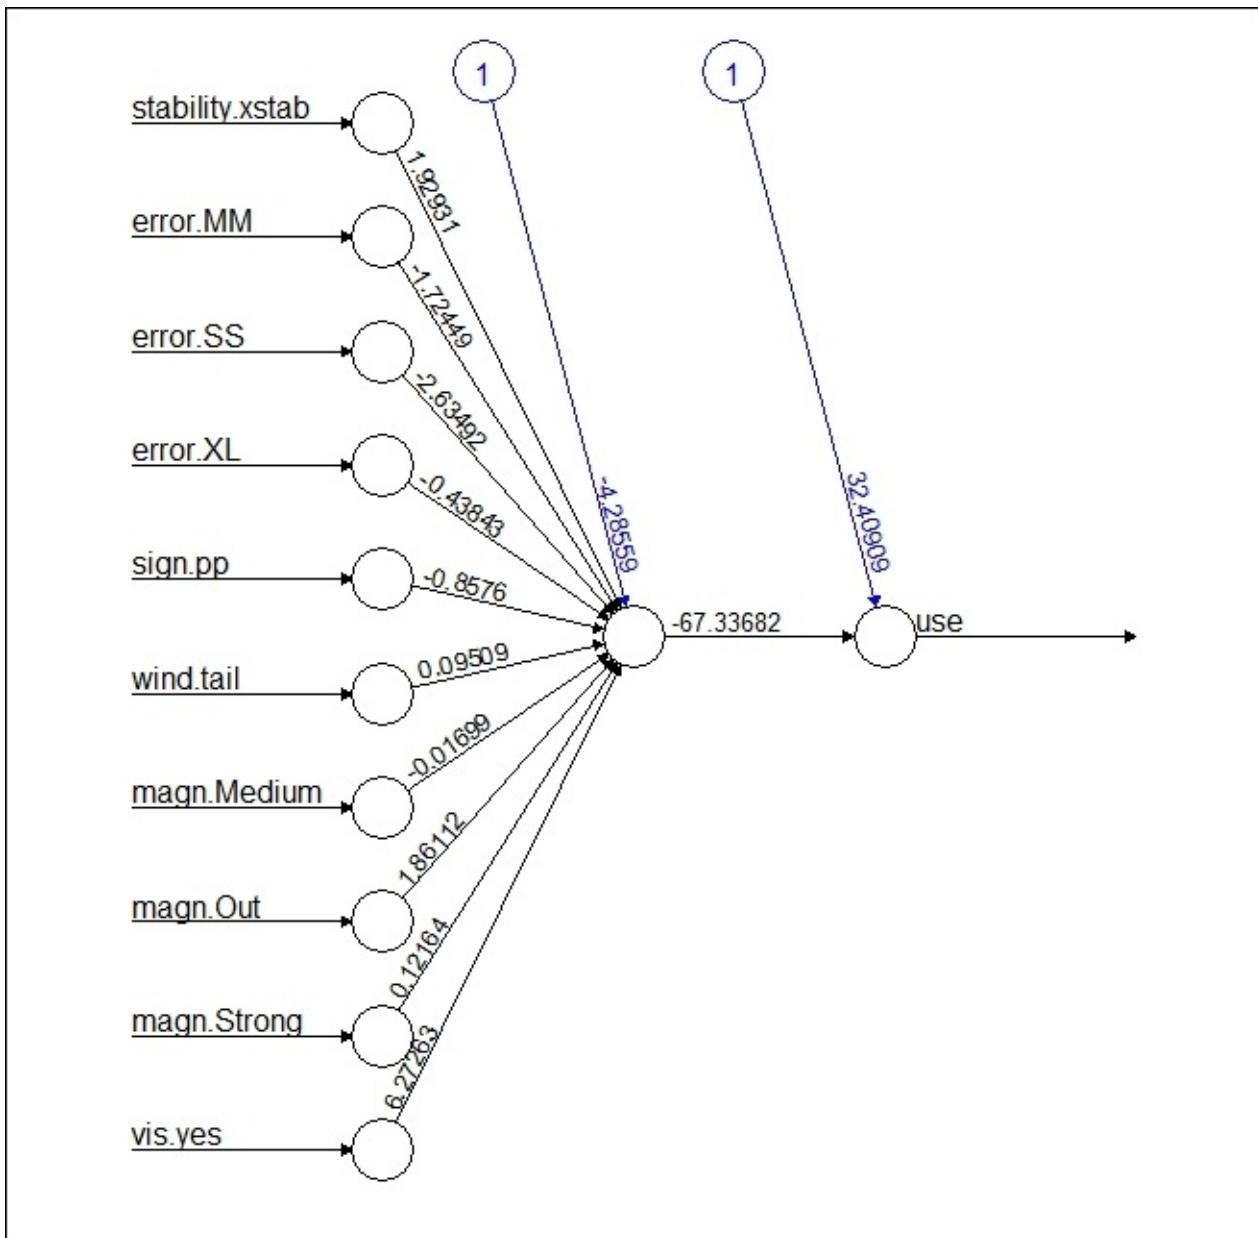 1
1
stability.xstab
1.92931
error.MM
-1.72449
error.SS
-2.63492
error.XL
-0.43843
-4.28559
32.40909
sign.pp
-0.8576
-67.33682
use
wind.tail
0.09509
magn.Medium
-0.01699
magn.Out
1.86112
magn.Strong
0.12164
vis.yes
6.27263